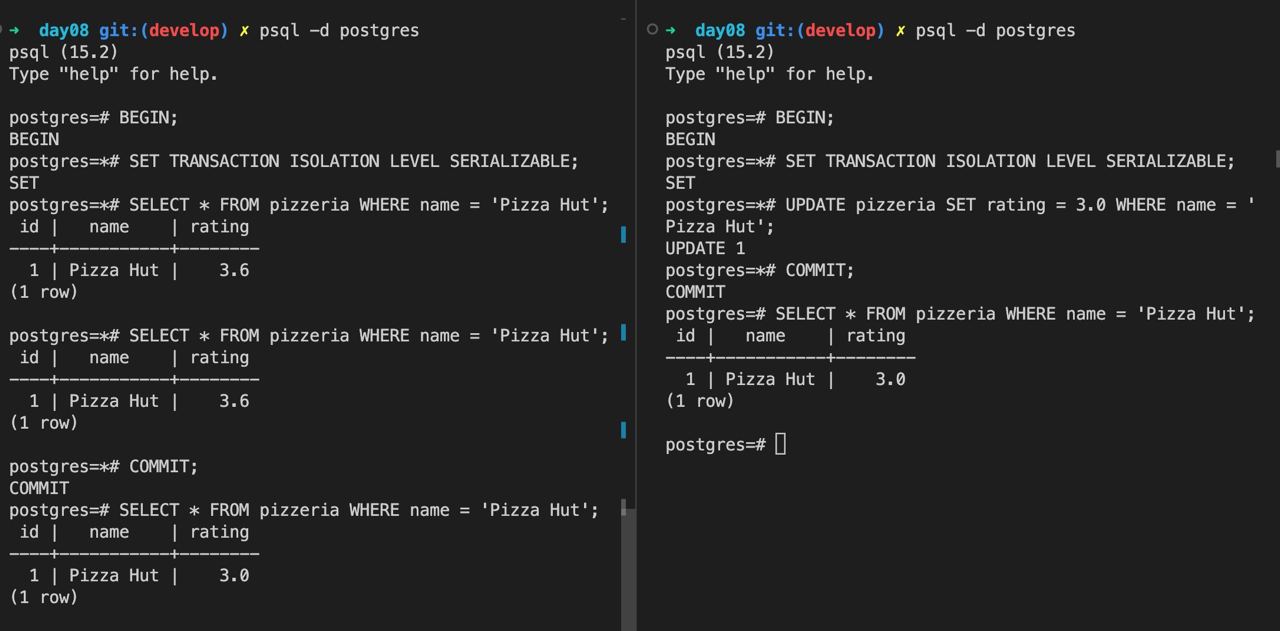 ➜  day08 git:(develop) ✗ psql -d postgres
psql (15.2)
Type "help" for help.
postgres=# BEGIN;
BEGIN
postgres=*# SET TRANSACTION ISOLATION LEVEL SERIALIZABLE;
SET
postgres=*# SELECT * FROM pizzeria WHERE name = 'Pizza Hut';
 id |   name    | rating
----+-----------+--------
  1 | Pizza Hut |    3.6
(1 row)
postgres=*# SELECT * FROM pizzeria WHERE name = 'Pizza Hut';
 id |   name    | rating
----+-----------+--------
  1 | Pizza Hut |    3.6
(1 row)
postgres=*# COMMIT;
COMMIT
postgres=# SELECT * FROM pizzeria WHERE name = 'Pizza Hut';
 id |   name    | rating
----+-----------+--------
  1 | Pizza Hut |    3.0
(1 row)
➜  day08 git:(develop) ✗ psql -d postgres
psql (15.2)
Type "help" for help.
postgres=# BEGIN;
BEGIN
postgres=*# SET TRANSACTION ISOLATION LEVEL SERIALIZABLE;
SET
postgres=*# UPDATE pizzeria SET rating = 3.0 WHERE name = '
Pizza Hut';
UPDATE 1
postgres=*# COMMIT;
COMMIT
postgres=# SELECT * FROM pizzeria WHERE name = 'Pizza Hut';
 id |   name    | rating
----+-----------+--------
  1 | Pizza Hut |    3.0
(1 row)
postgres=#